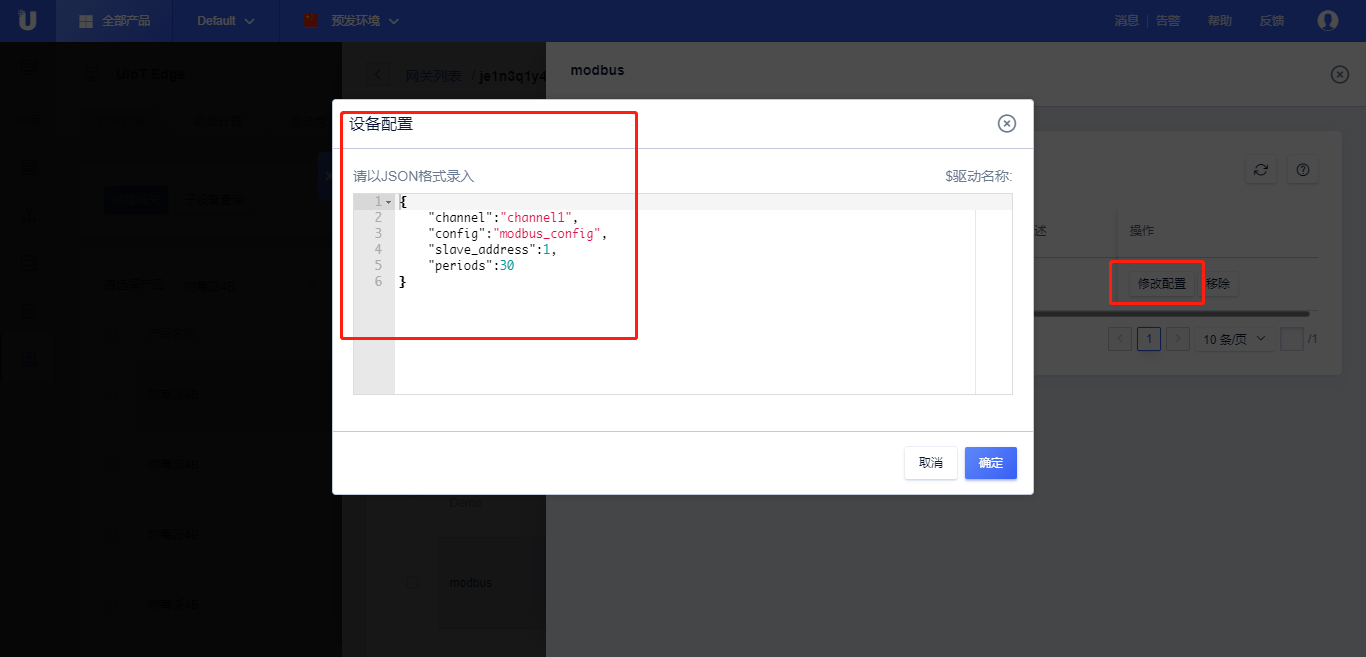 全部产品
Default
预发环境
消息
告警
帮助
反馈
UIoT Edge
网关列表 / je1n3q1y4
modbus
设备配置
请以JSON格式录入
$驱动名称:
1 {
2 "channel":"channel1",
3 "config":"modbus_config",
4 "slave_address":1,
5 "periods":30
6 }
取消
确定
述
操作
修改配置
移除
1
10 条/页
/1
modbus